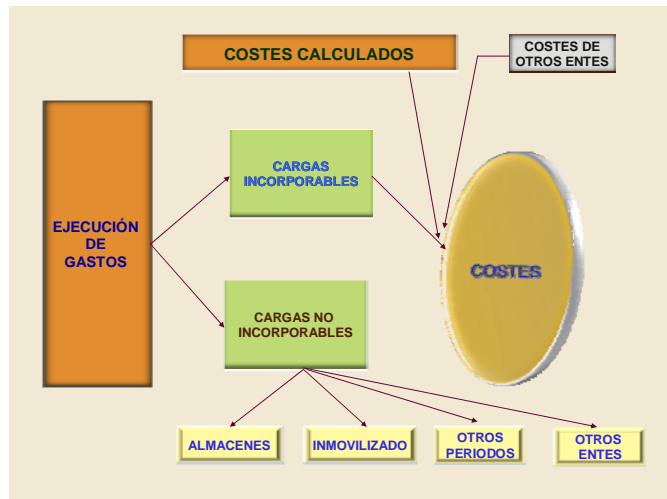 COSTES CALCULADOS
COSTES DE
OTROS ENTES
CARGAS
INCORPORABLES
EJECUCIÓN
DE
GASTOS
COSTES
CARGAS NO
INCORPORABLES
ALMACENES
INMOVILIZADO
OTROS
PERIODOS
OTROS
ENTES